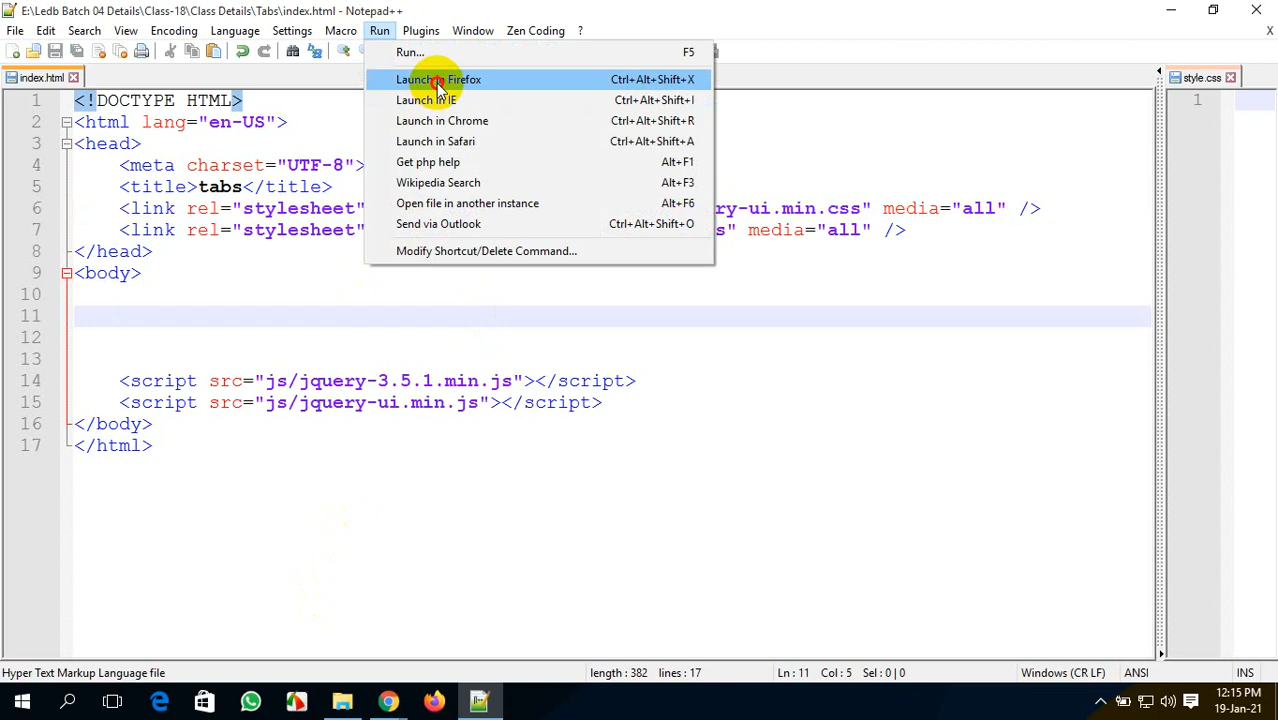 E:\Ledb Batch 04 Details\Class-18\Class Details\Tabs\index.html - Notepad++
File Edit Search View Encoding Language Settings Macro Run Plugins Window Zen Coding ? X
Run... F5
Launch in Firefox Ctrl+Alt+Shift+X
Launch in IE Ctrl+Alt+Shift+I
Launch in Chrome Ctrl+Alt+Shift+R
Launch in Safari Ctrl+Alt+Shift+A
Get php help Alt+F1
Wikipedia Search Alt+F3
Open file in another instance Alt+F6
Send via Outlook Ctrl+Alt+Shift+O
Modify Shortcut/Delete Command...
index.html
style.css
1 <!DOCTYPE HTML>
2 <html lang="en-US">
3 <head>
4 <meta charset="UTF-8">
5 <title>tabs</title>
6 <link rel="stylesheet" ry-ui.min.css" media="all" />
7 <link rel="stylesheet" s" media="all" />
8 </head>
9 <body>
10
11
12
13
14 <script src="js/jquery-3.5.1.min.js"></script>
15 <script src="js/jquery-ui.min.js"></script>
16 </body>
17 </html>
1
Hyper Text Markup Language file length : 382 lines : 17 Ln : 11 Col : 5 Sel : 0 | 0 Windows (CR LF) ANSI INS
12:15 PM
19-Jan-21